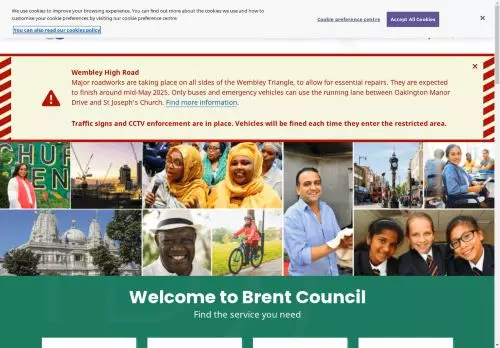 We use cookies to improve your browsing experience. You can find out more about the cookies we use and how to
customise your cookie preferences by visiting our cookie preference centre
You can also read our cookies policy
Cookie preference centre
Accept All Cookies
Wembley High Road
Major roadworks are taking place on all sides of the Wembley Triangle, to allow for essential repairs. They are expected
to finish around mid-May 2025. Only buses and emergency vehicles can use the running lane between Oakington Manor
Drive and St Joseph's Church. Find more information.
Traffic signs and CCTV enforcement are in place. Vehicles will be fined each time they enter the restricted area.
Welcome to Brent Council
Find the service you need